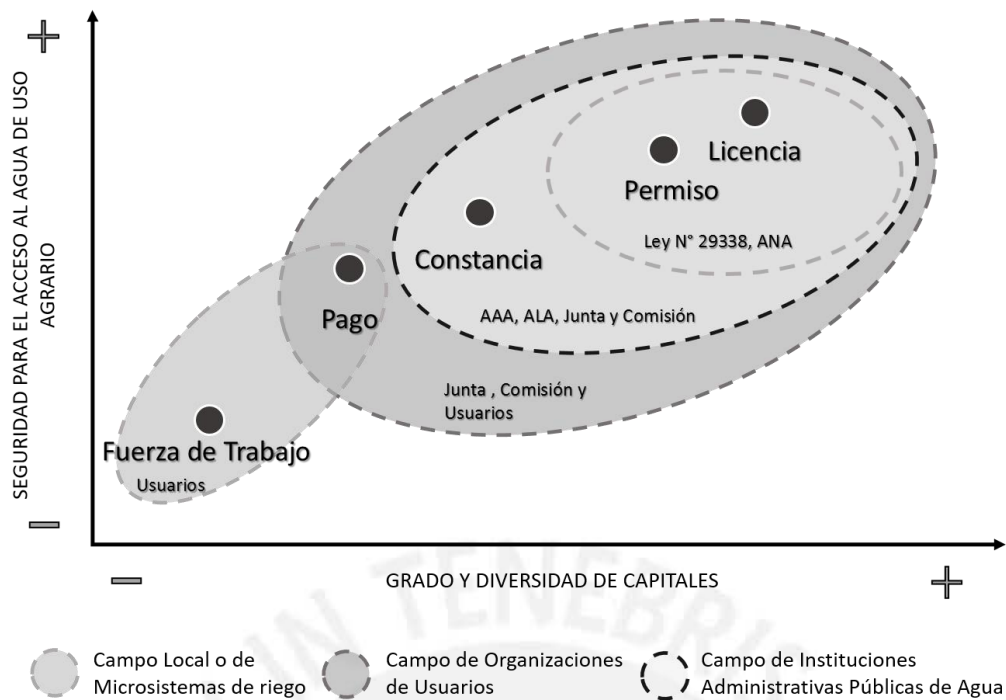 SEGURIDAD PARA EL ACCESO AL AGUA DE USO
AGRARIO
Licencia
Permiso
Ley N° 29338, ANA
Constancia
AAA, ALA, Junta y Comisión
Pago
Junta , Comisión y
Usuarios
Fuerza de Trabajo
Usuarios
GRADO Y DIVERSIDAD DE CAPITALES
IN TENEBRI
Campo Local o de
Microsistemas de riego
Campo de Organizaciones
de Usuarios
Campo de Instituciones
Administrativas Públicas de Agua